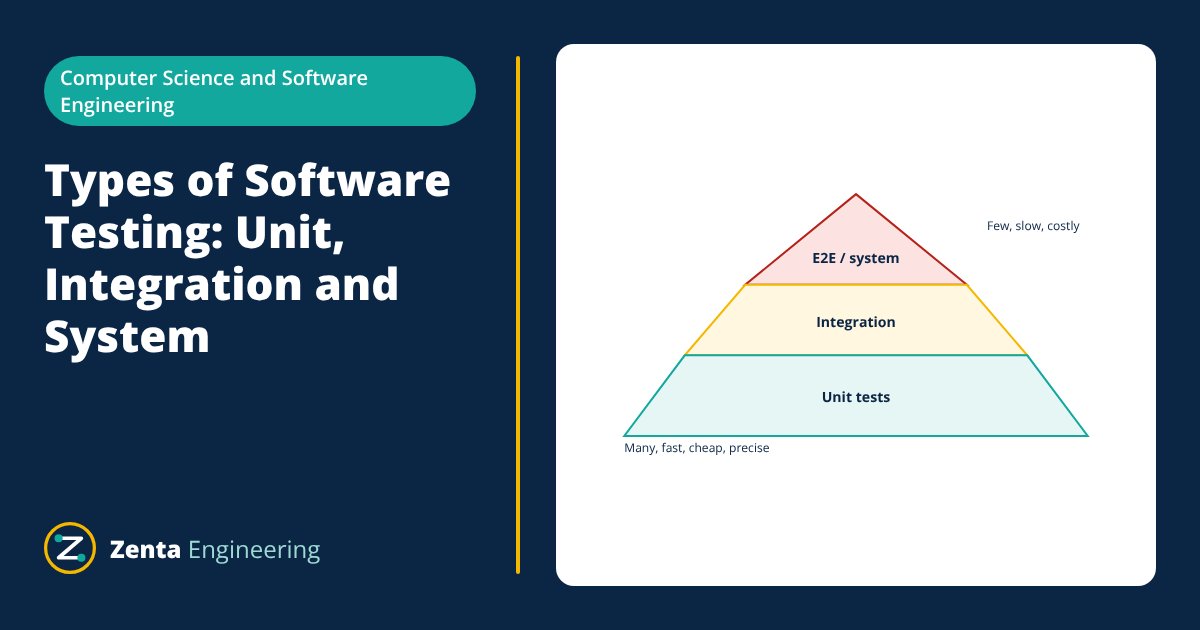 Computer Science and Software
Engineering
Types of Software
Testing: Unit,
Integration and
System
Zenta Engineering
Few, slow, costly
E2E / system
Integration
Unit tests
Many, fast, cheap, precise